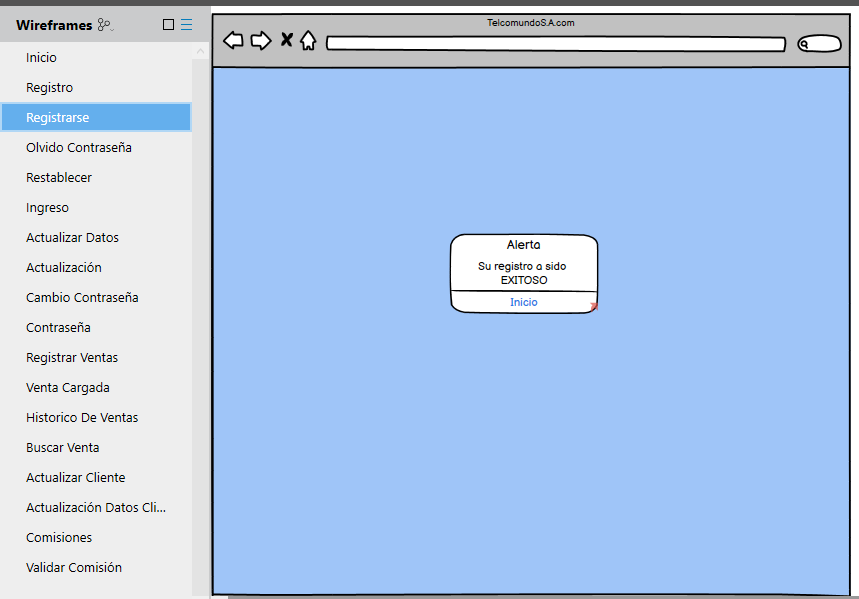 Wireframes
Inicio
Registro
Registrarse
Olvido Contraseña
Restablecer
Ingreso
Actualizar Datos
Actualización
Cambio Contraseña
Contraseña
Registrar Ventas
Venta Cargada
Historico De Ventas
Buscar Venta
Actualizar Cliente
Actualización Datos Cli...
Comisiones
Validar Comisión
TelcomundoS.A.com
Alerta
Su registro a sido
EXITOSO
Inicio